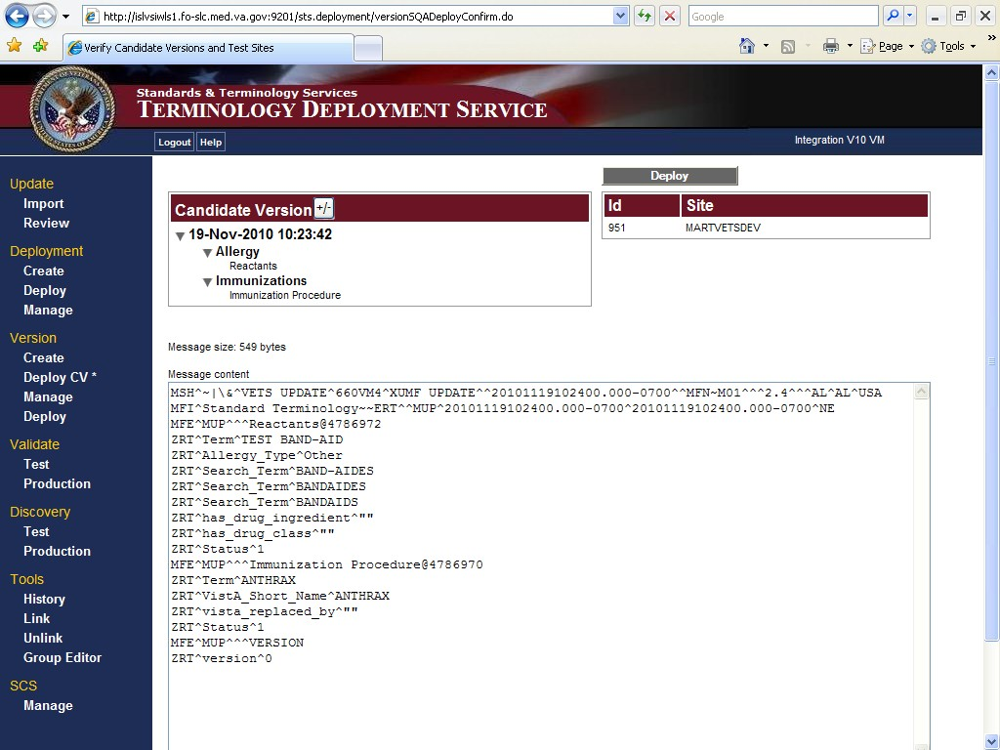 http://islvsiwls1.fo-slc.med.va.gov:9201/sts.deployment/versionSQADeployConfirm.do
Google
Verify Candidate Versions and Test Sites
Page
Tools
Standards & Terminology Services
TERMINOLOGY DEPLOYMENT SERVICE
Logout
Help
Integration V10 VM
Update
Import
Review
Deployment
Create
Deploy
Manage
Version
Create
Deploy CV *
Manage
Deploy
Validate
Test
Production
Discovery
Test
Production
Tools
History
Link
Unlink
Group Editor
SCS
Manage
Candidate Version +/-
19-Nov-2010 10:23:42
Allergy
Reactants
Immunizations
Immunization Procedure
Deploy
Id Site
951 MARTVETSDEV
Message size: 549 bytes
Message content
MSH^~|\&^VETS UPDATE^660VM4^XUMF UPDATE^^20101119102400.000-0700^^MFN~M01^^^2.4^^^AL^AL^USA
MFI^Standard Terminology~~ERT^^MUP^20101119102400.000-0700^20101119102400.000-0700^NE
MFE^MUP^^^Reactants@4786972
ZRT^Term^TEST BAND-AID
ZRT^Allergy_Type^Other
ZRT^Search_Term^BAND-AIDES
ZRT^Search_Term^BANDAIDES
ZRT^Search_Term^BANDAIDS
ZRT^has_drug_ingredient^""
ZRT^has_drug_class^""
ZRT^Status^1
MFE^MUP^^^Immunization Procedure@4786970
ZRT^Term^ANTHRAX
ZRT^VistA_Short_Name^ANTHRAX
ZRT^vista_replaced_by^""
ZRT^Status^1
MFE^MUP^^^VERSION
ZRT^version^0